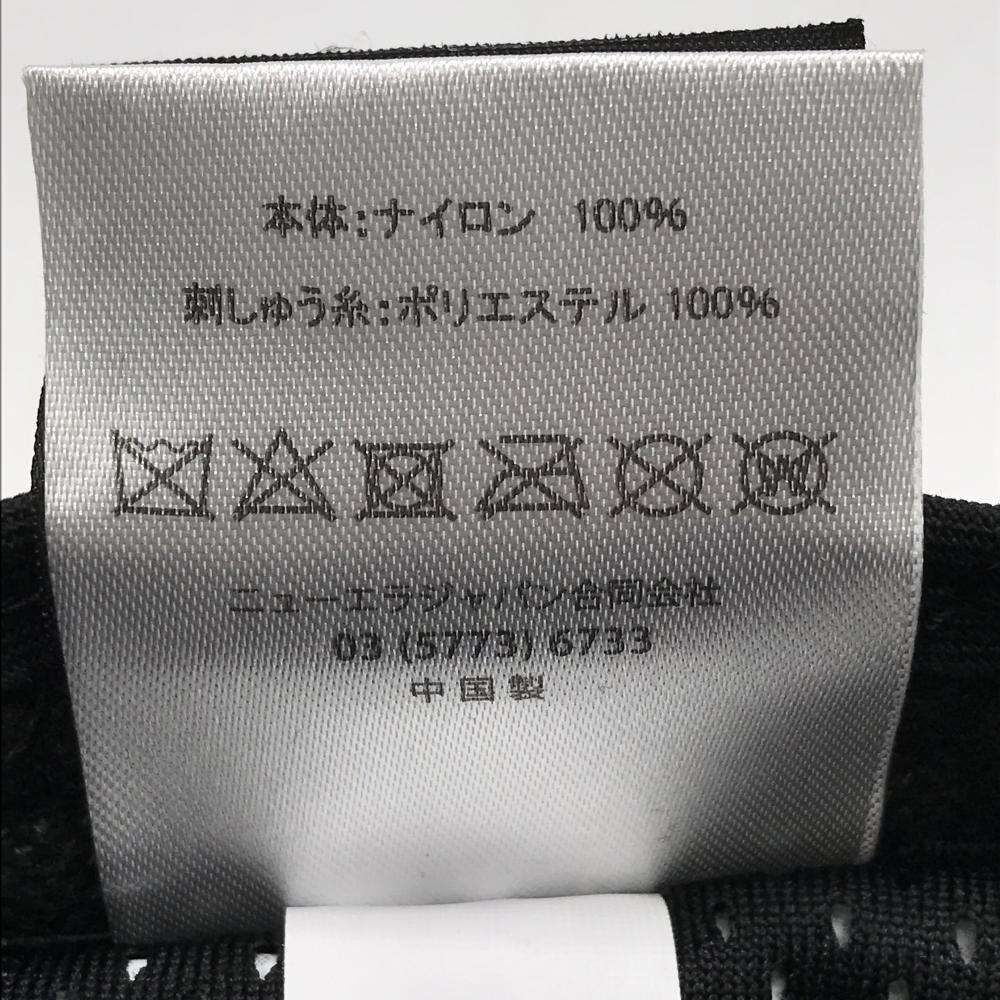 本体:ナイロン 100%
刺しゅう糸:ポリエステル 100%
ニューエラジャパン合同会社
03 (5773) 6733
中国製